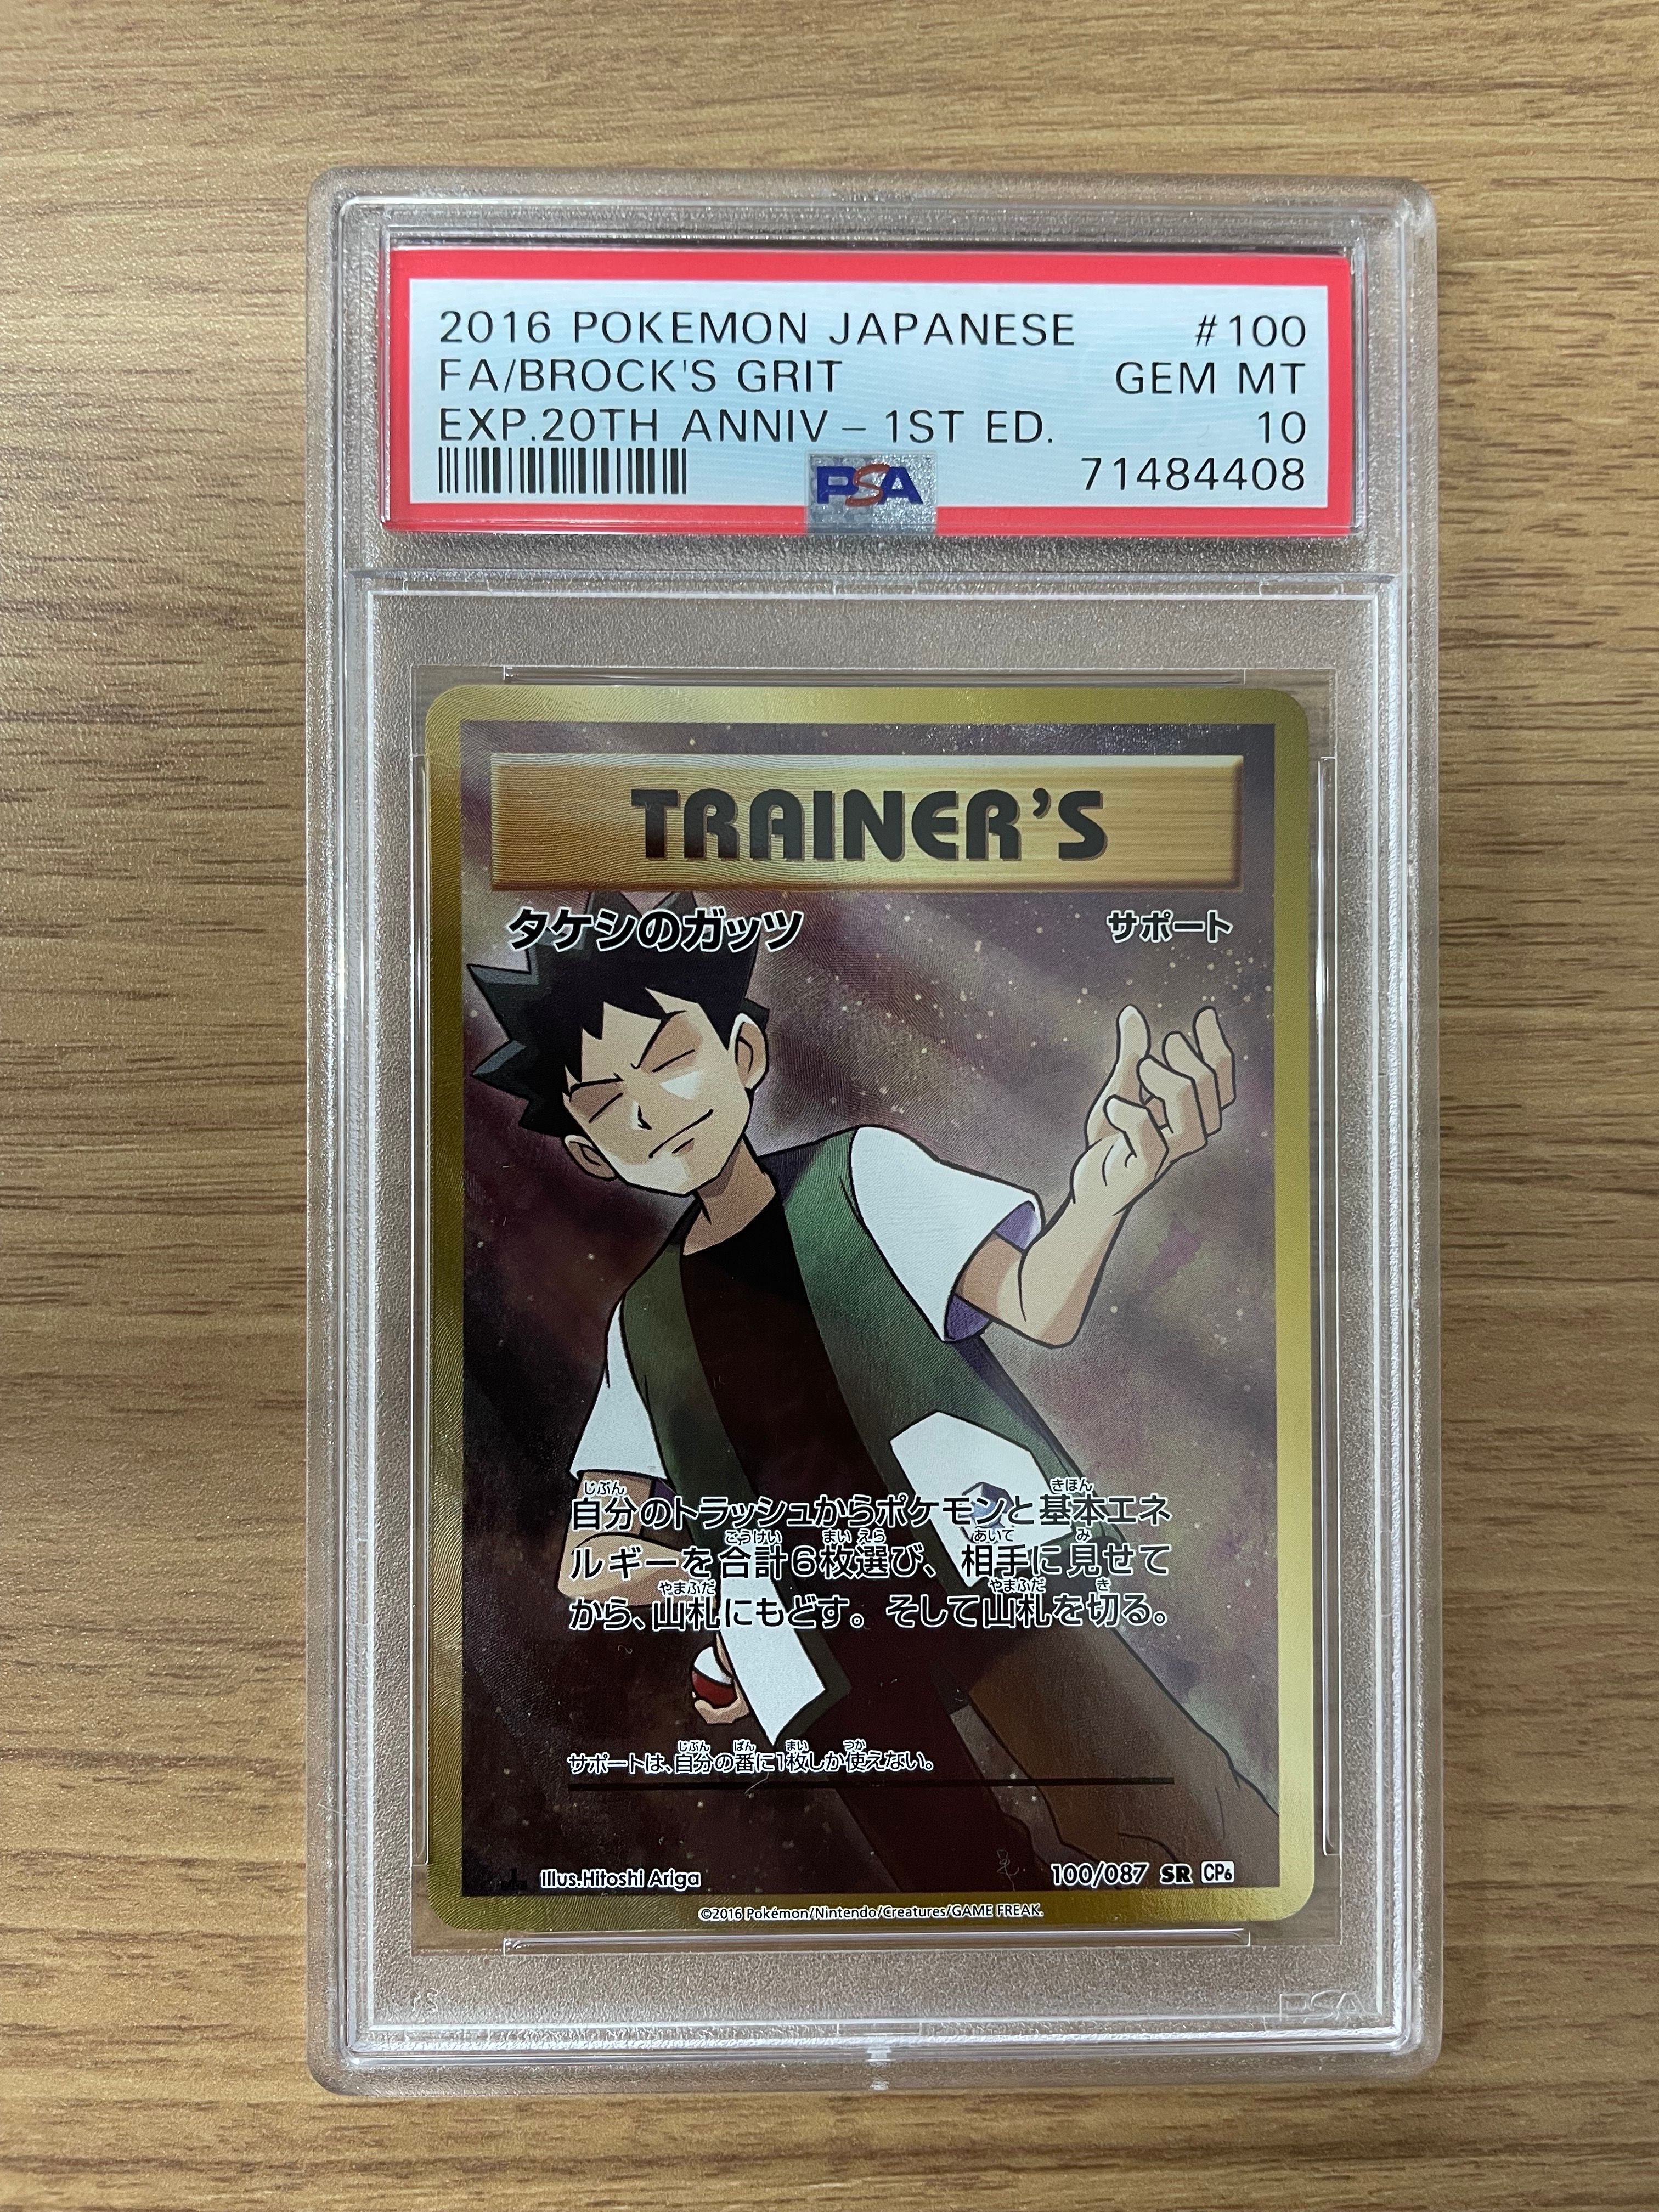 2016 POKEMON JAPANESE #100
FA/BROCK'S GRIT GEM MT
EXP.20TH ANNIV - 1ST ED. 10
PSA 71484408
TRAINER'S
タケシのガッツ サポート
自分のトラッシュからポケモンと基本エネ
ルギーを合計6枚選び、相手に見せて
から、山札にもどす。そして山札を切る。
サポートは、自分の番に1枚しか使えない。
Illus.Hitoshi Ariga 100/087 SR CP6
©2016 Pokémon/Nintendo/Creatures/GAME FREAK.
PSA